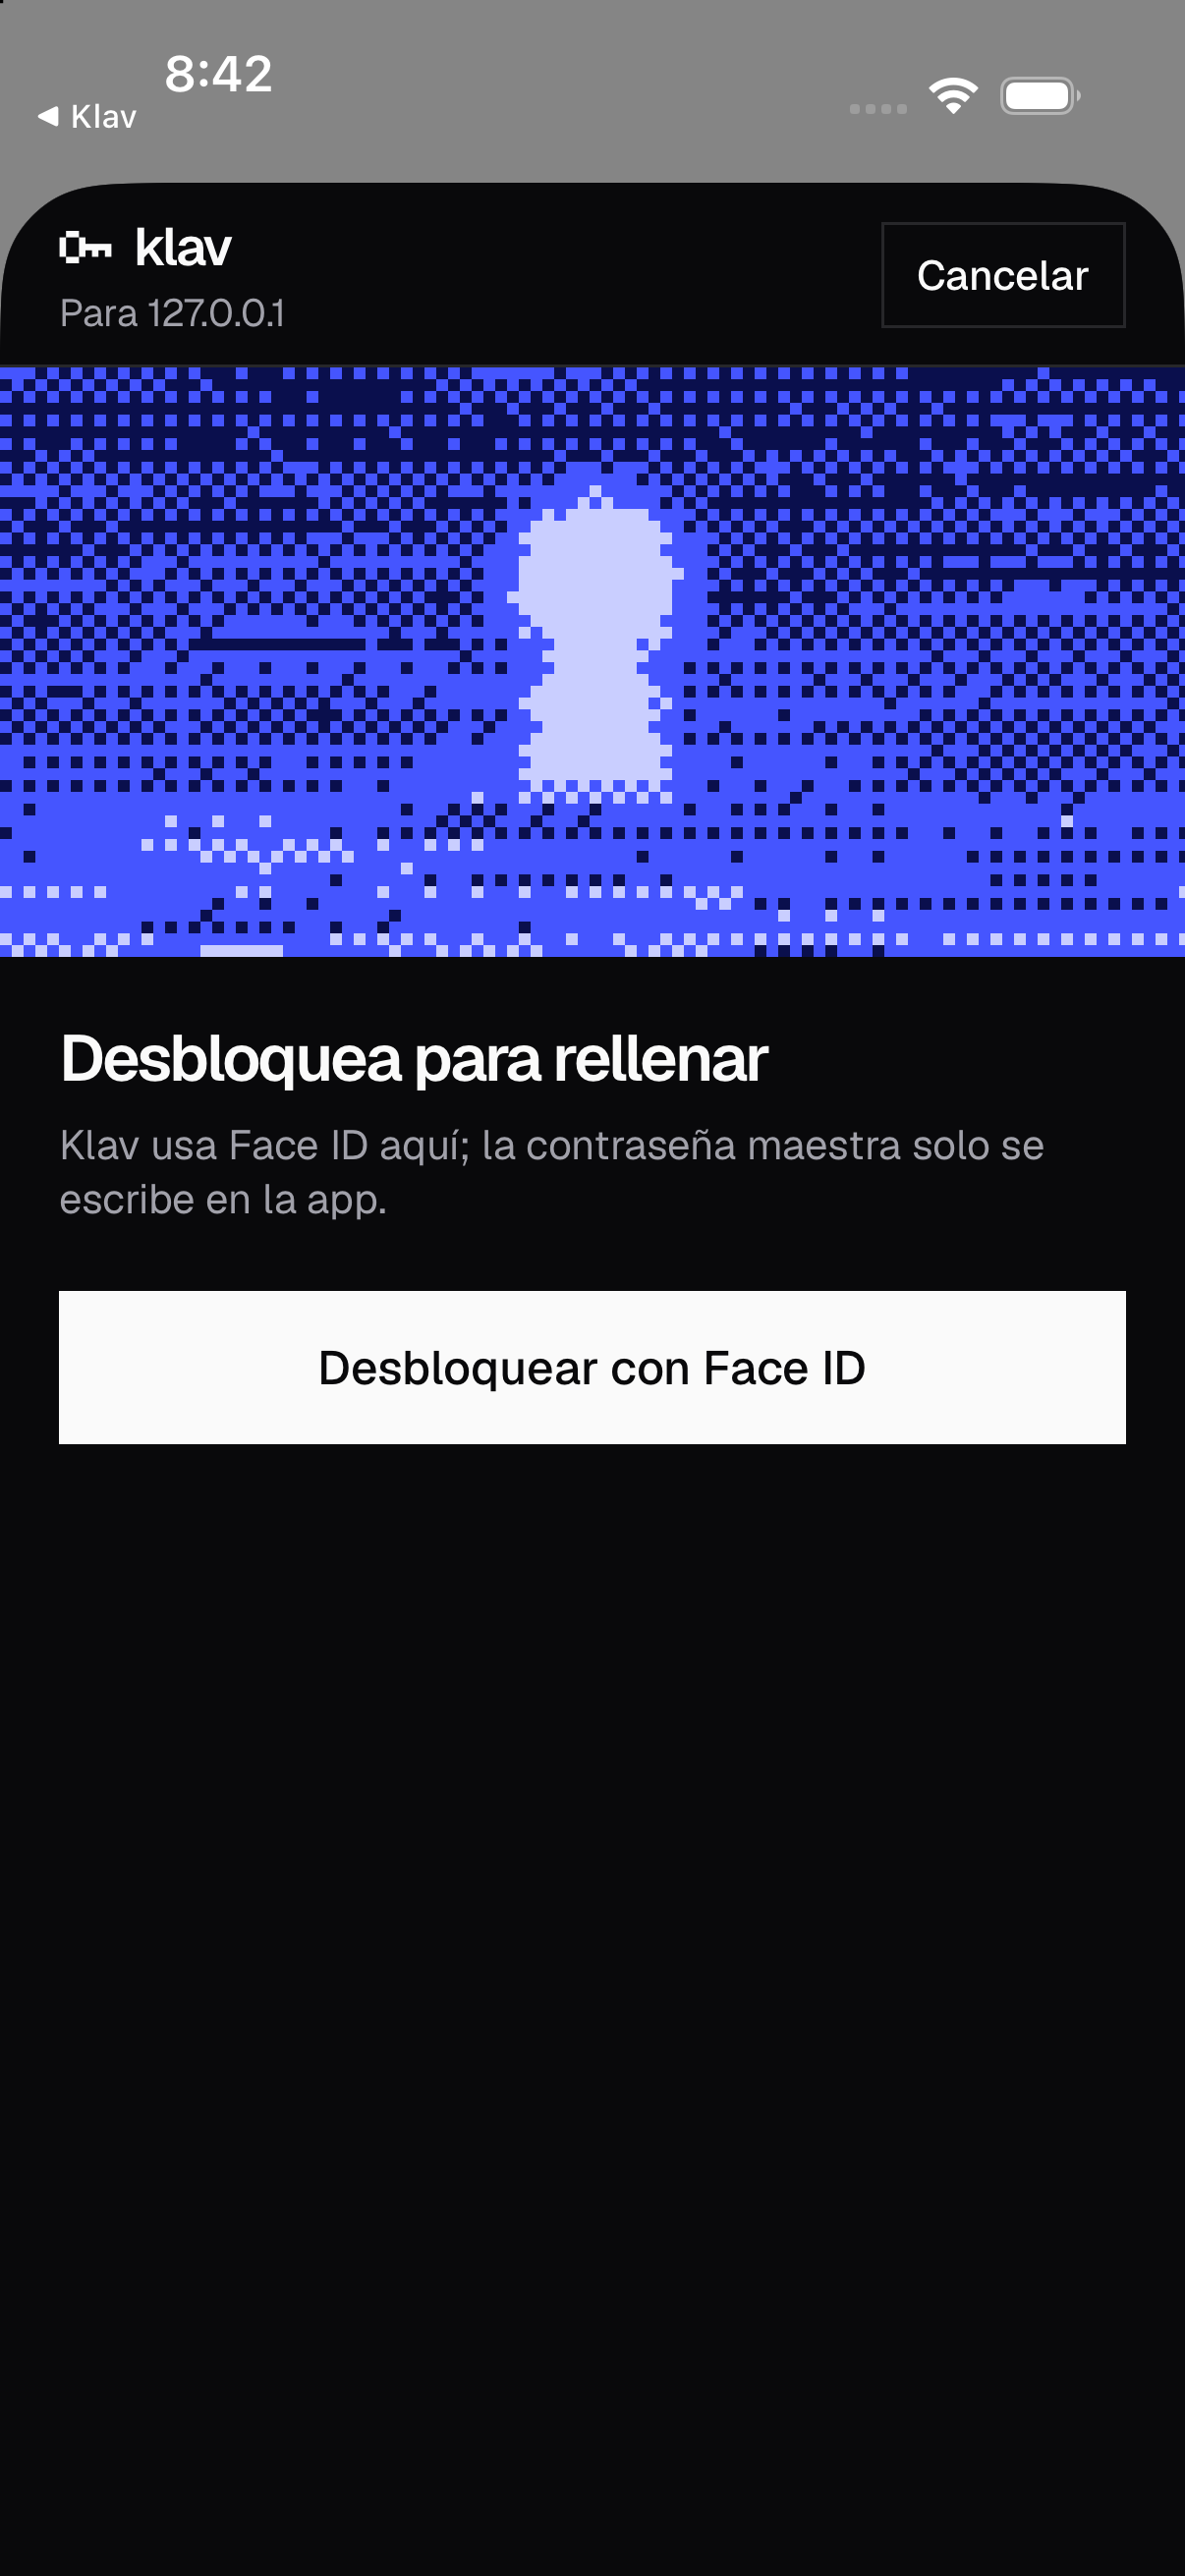 8:42
Klav
klav
Para 127.0.0.1
Cancelar
Desbloquea para rellenar
Klav usa Face ID aquí; la contraseña maestra solo se
escribe en la app.
Desbloquear con Face ID